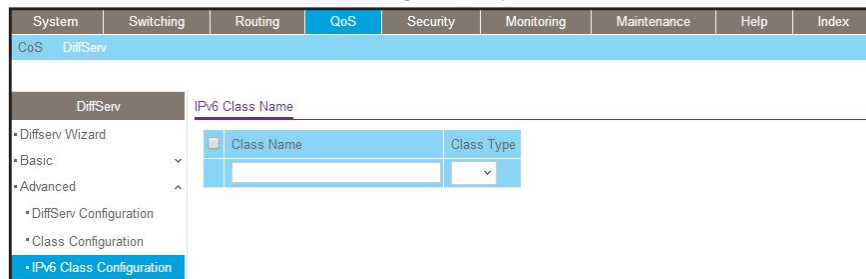 System Switching Routing QoS Security Monitoring Maintenance Help Index
CoS DiffServ
DiffServ
IPv6 Class Name
Diffserv Wizard
Basic
Advanced
DiffServ Configuration
Class Configuration
IPv6 Class Configuration
Class Name Class Type